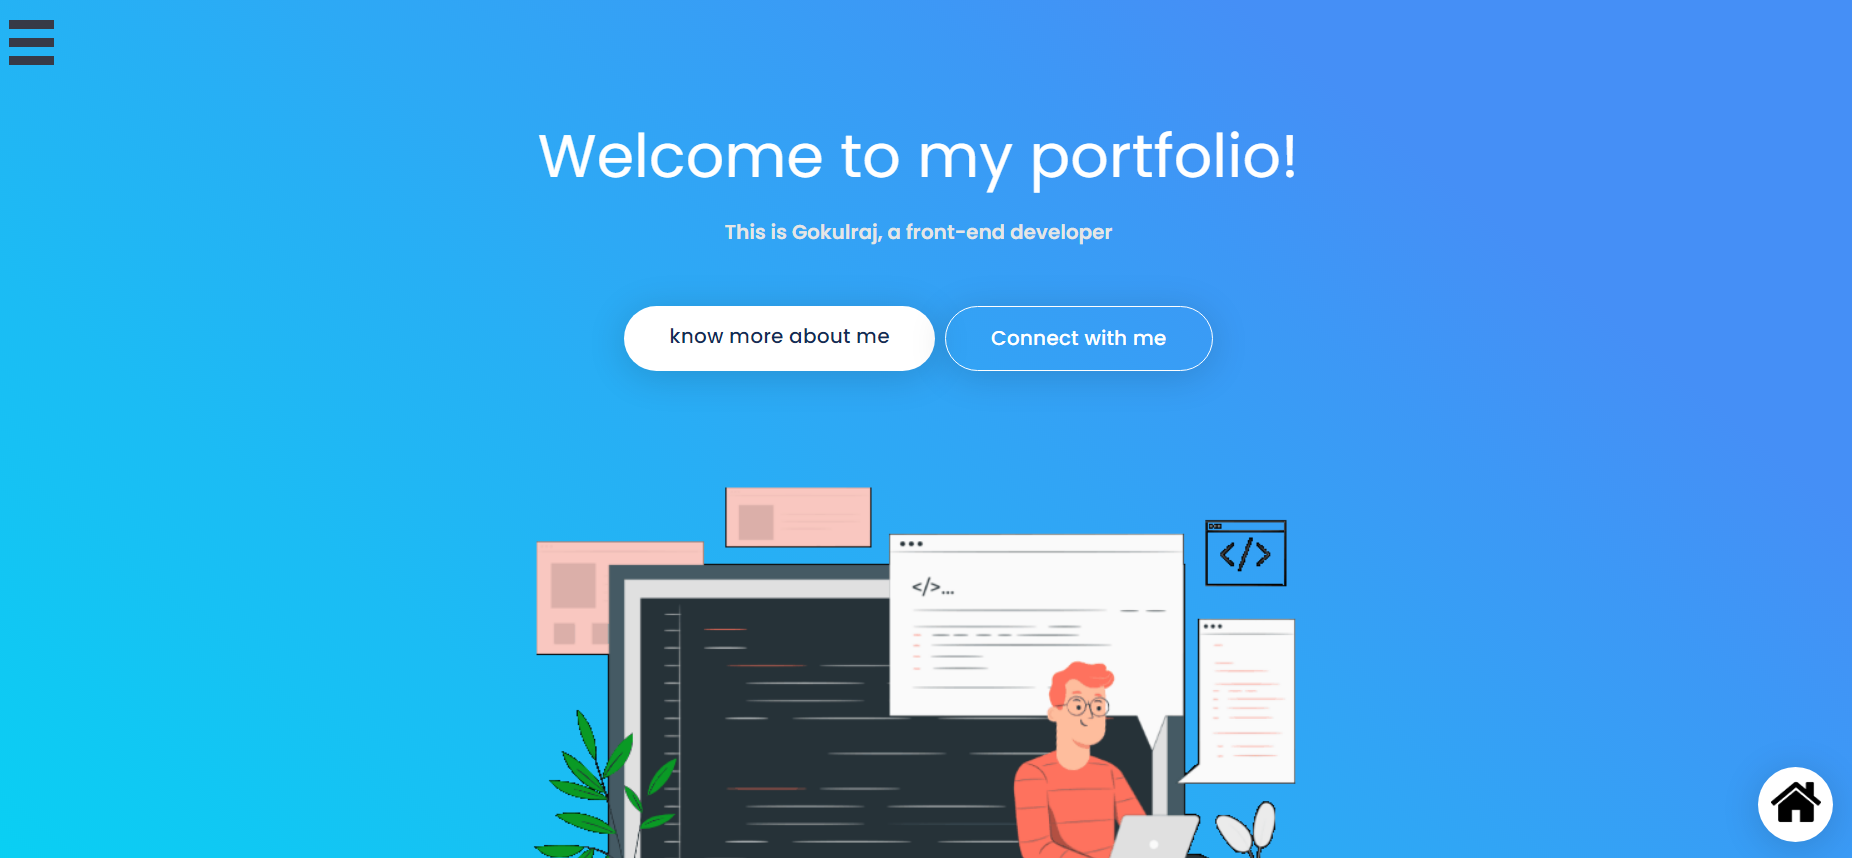 Welcome to my portfolio!
This is Gokulraj, a front-end developer
know more about me
Connect with me
</>
</>...